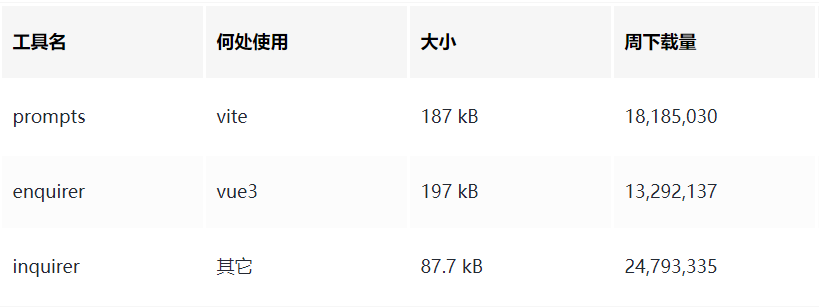 工具名 何处使用 大小 周下载量
prompts vite 187 kB 18,185,030
enquirer vue3 197 kB 13,292,137
inquirer 其它 87.7 kB 24,793,335